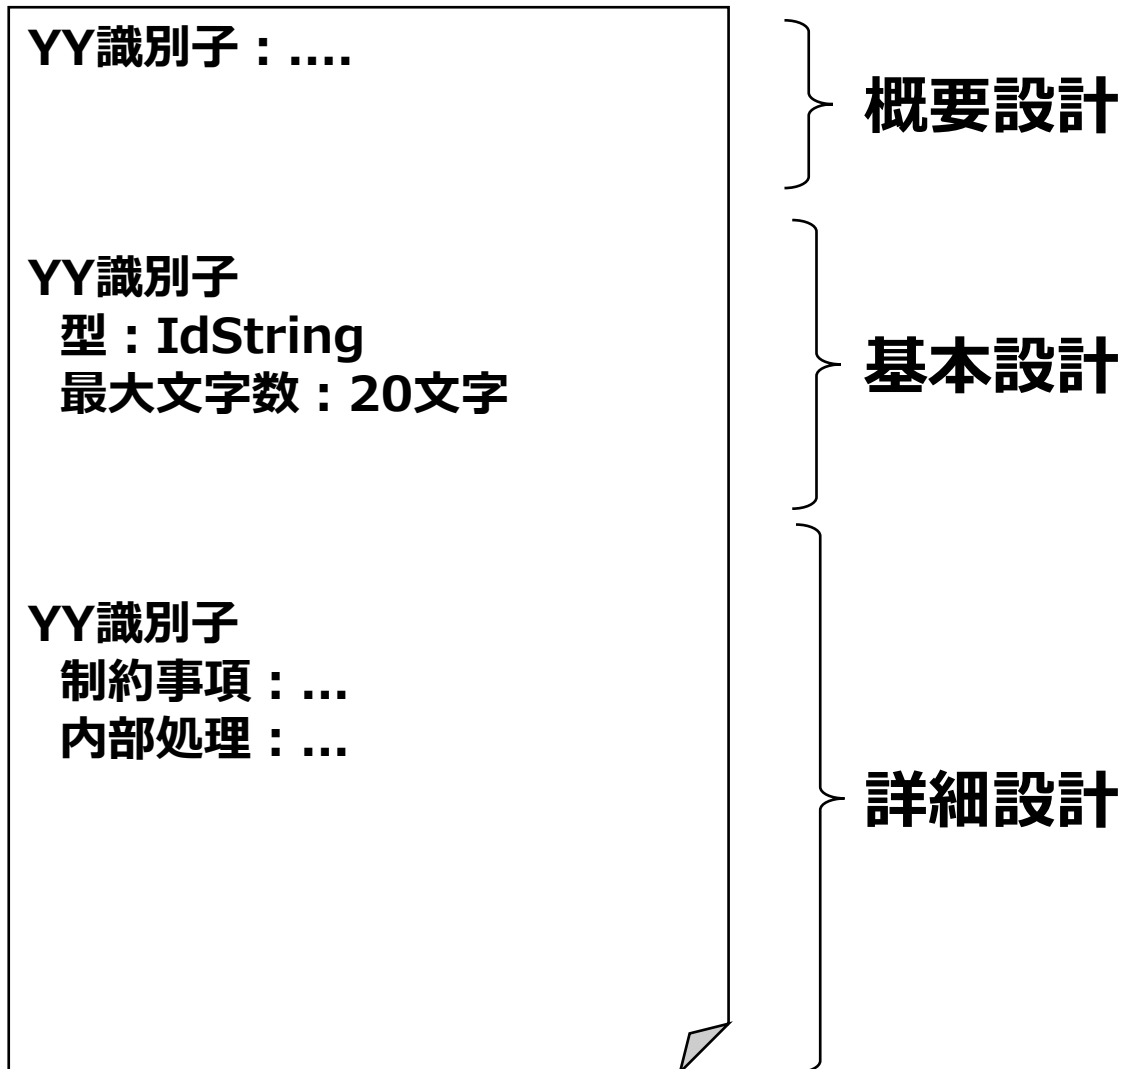 YY識別子：....
概要設計
YY識別子
型：IdString
最大文字数：20文字
基本設計
YY識別子
制約事項：...
内部処理：...
詳細設計